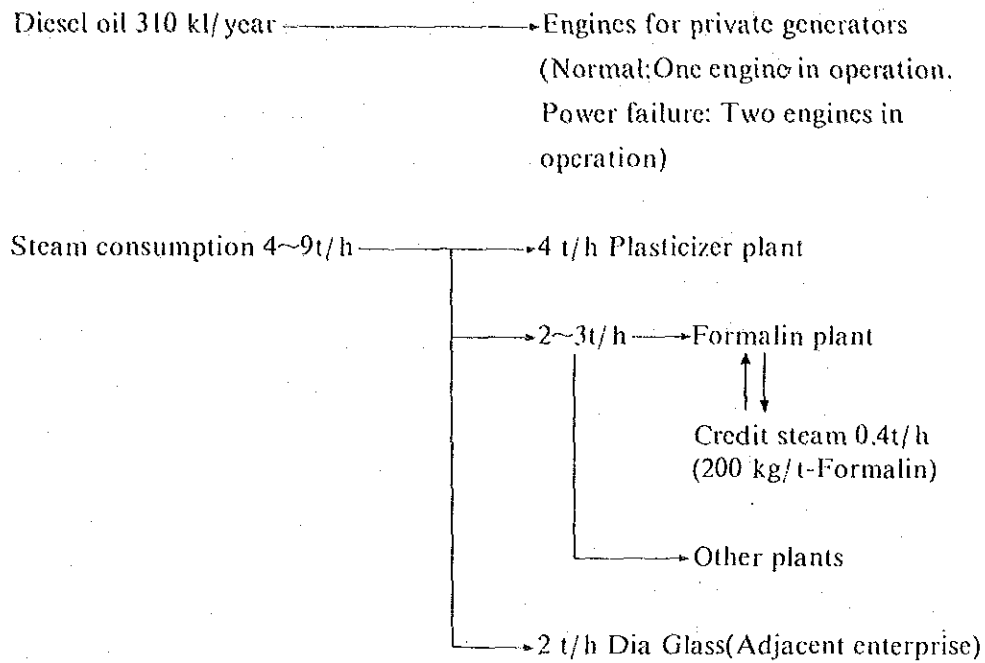 Diesel oil 310 kl/year
Engines for private generators
(Normal:One engine in operation.
Power failure: Two engines in
operation)
Steam consumption 4~9t/h
4 t/h Plasticizer plant
2~3t/h
Formalin plant
Credit steam 0.4t/h
(200 kg/t-Formalin)
Other plants
2 t/h Dia Glass(Adjacent enterprise)